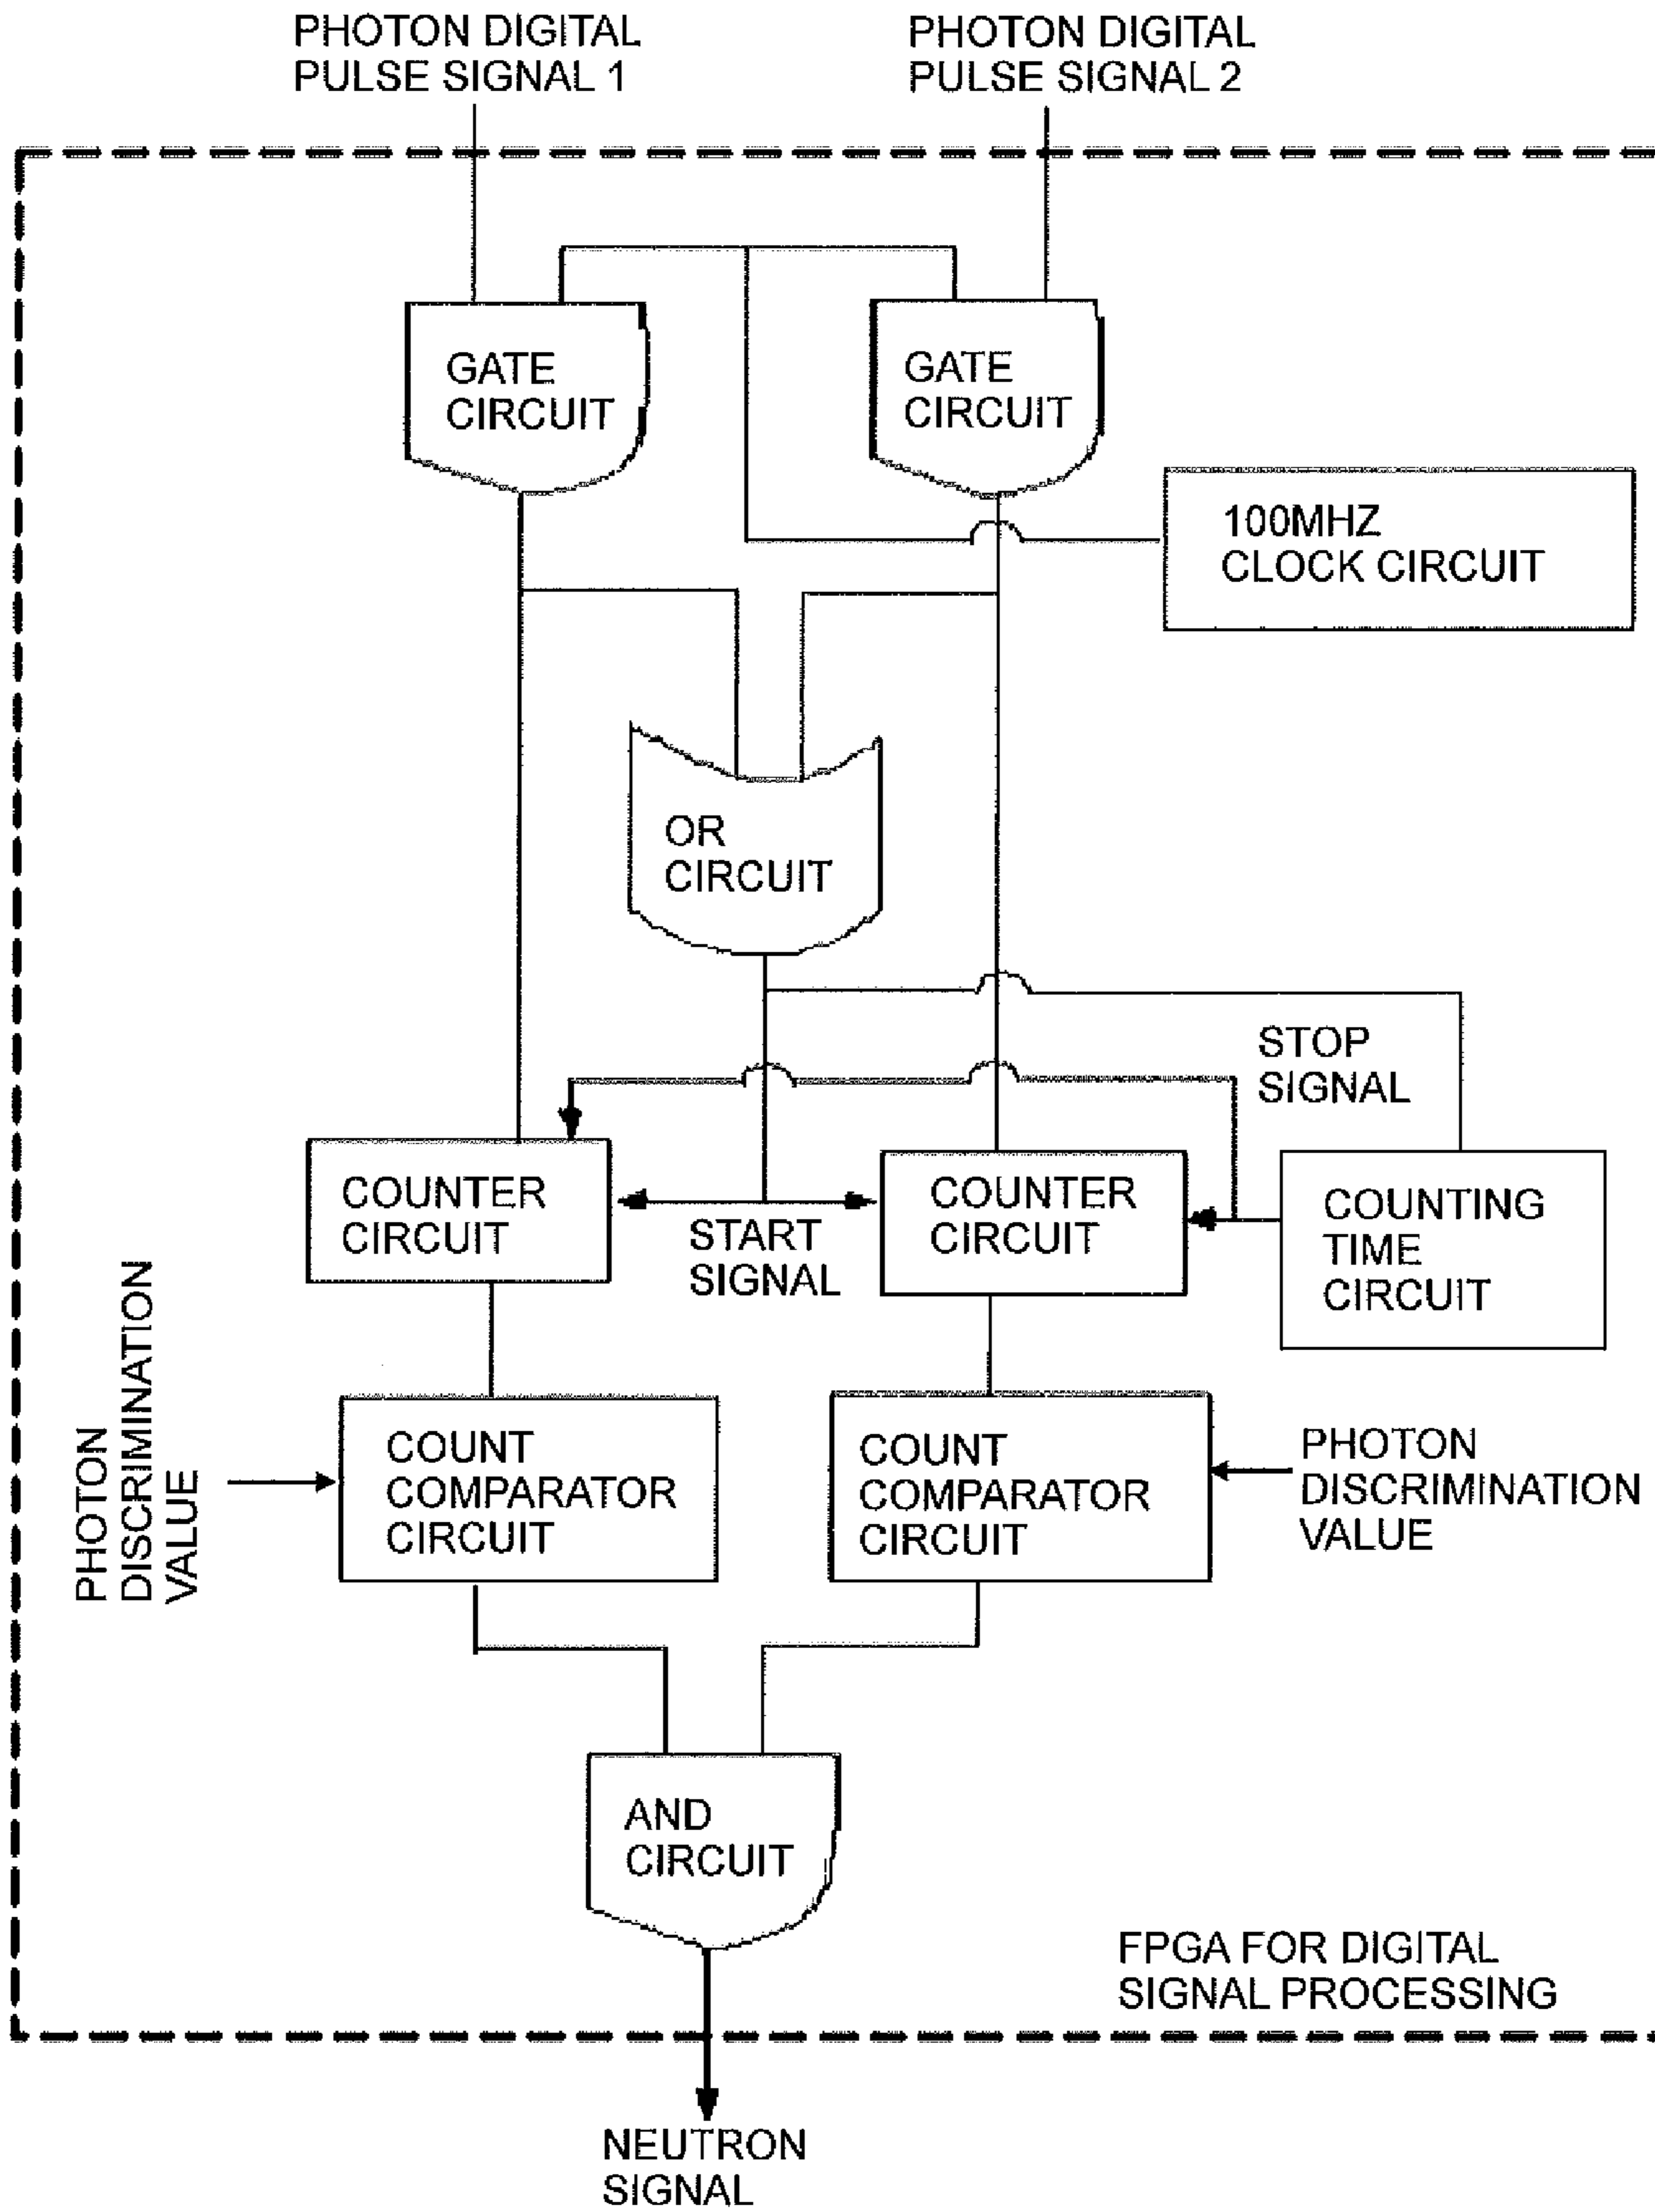 PHOTON DIGITAL
PULSE SIGNAL 1
PHOTON DIGITAL
PULSE SIGNAL 2
GATE
CIRCUIT
GATE
CIRCUIT
100MHZ
CLOCK CIRCUIT
OR
CIRCUIT
STOP
SIGNAL
COUNTER
CIRCUIT
START
SIGNAL
COUNTER
CIRCUIT
COUNTING
TIME
CIRCUIT
PHOTON
DISCRIMINATION
VALUE
COUNT
COMPARATOR
CIRCUIT
COUNT
COMPARATOR
CIRCUIT
PHOTON
DISCRIMINATION
VALUE
AND
CIRCUIT
FPGA FOR DIGITAL
SIGNAL PROCESSING
NEUTRON
SIGNAL